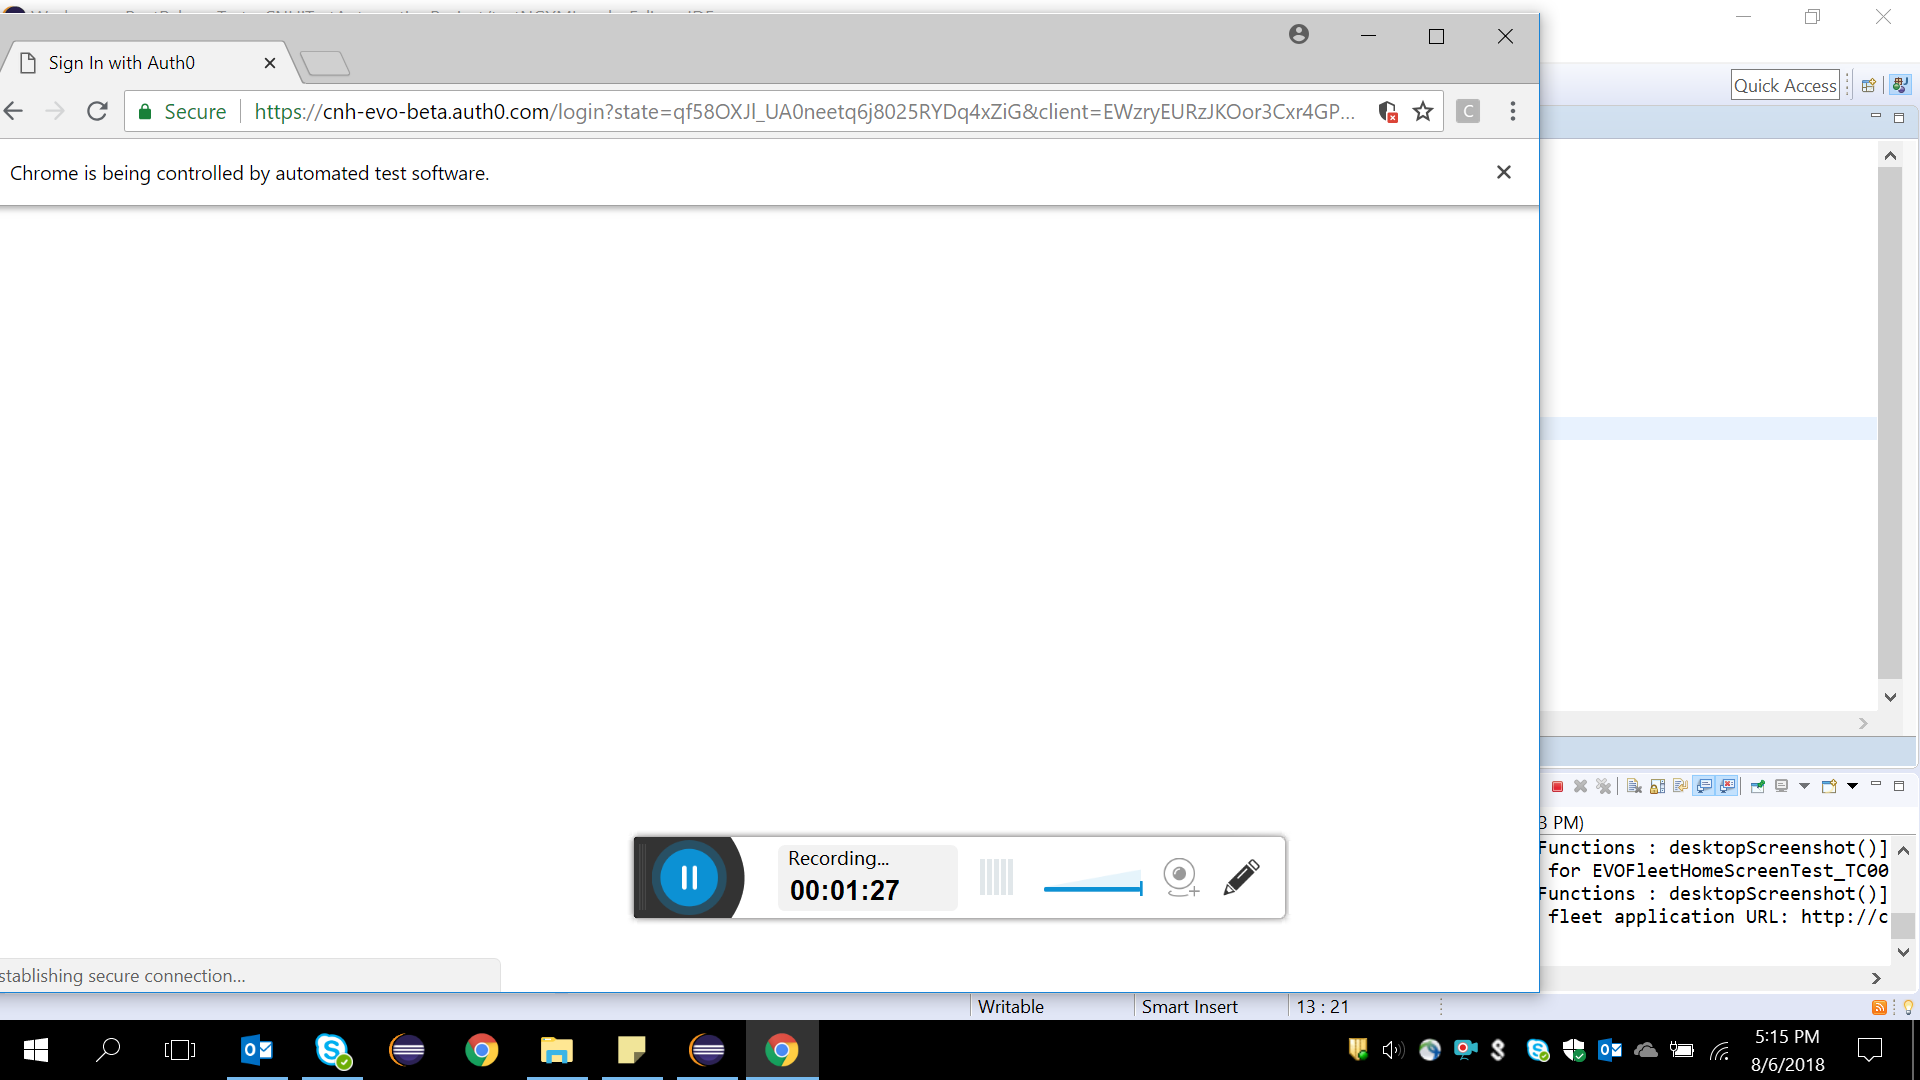 Sign In with Auth0
Quick Access
Secure
https://cnh-evo-beta.auth0.com/login?state=qf58OXJl_UA0neetq6j8025RYDq4xZiG&client=EWzryEURzJKOor3Cxr4GP...
C
Chrome is being controlled by automated test software.
3 PM)
Functions : desktopScreenshot()]
for EVOFleetHomeScreenTest_TC00
Functions : desktopScreenshot()]
fleet application URL: http://c
Recording...
00:01:27
stablishing secure connection...
Writable
Smart Insert
13 : 21
5:15 PM
8/6/2018